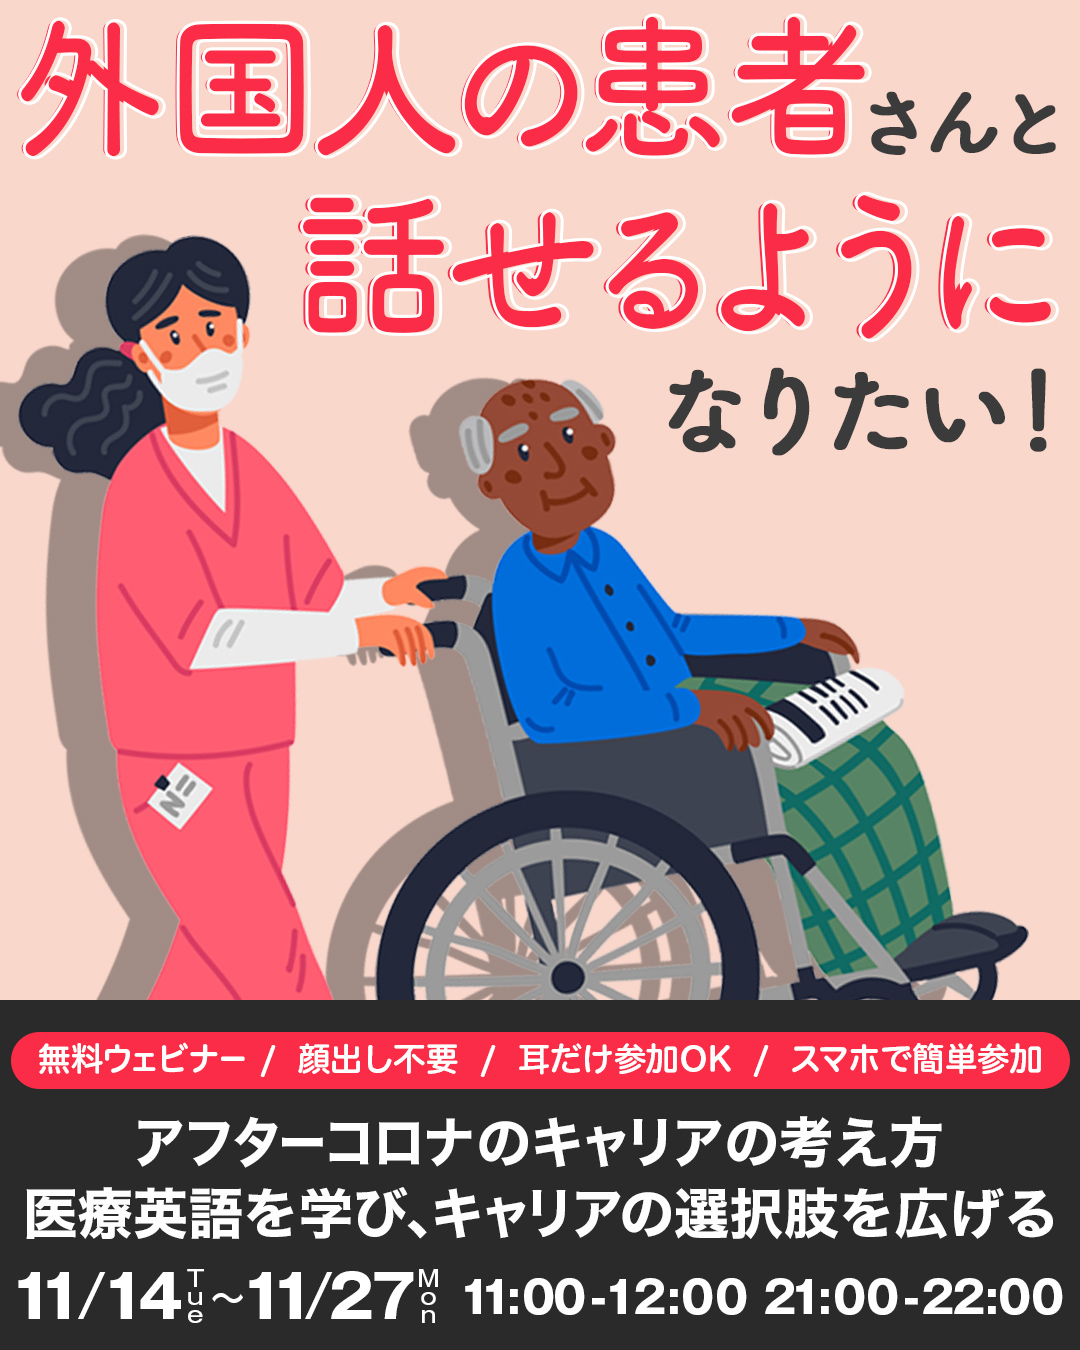 外国人の患者さんと
話せるように
なりたい！
無料ウェビナー / 顔出し不要 / 耳だけ参加OK / スマホで簡単参加
アフターコロナのキャリアの考え方
医療英語を学び、キャリアの選択肢を広げる
11/14Tue～11/27Mon 11:00-12:00 21:00-22:00